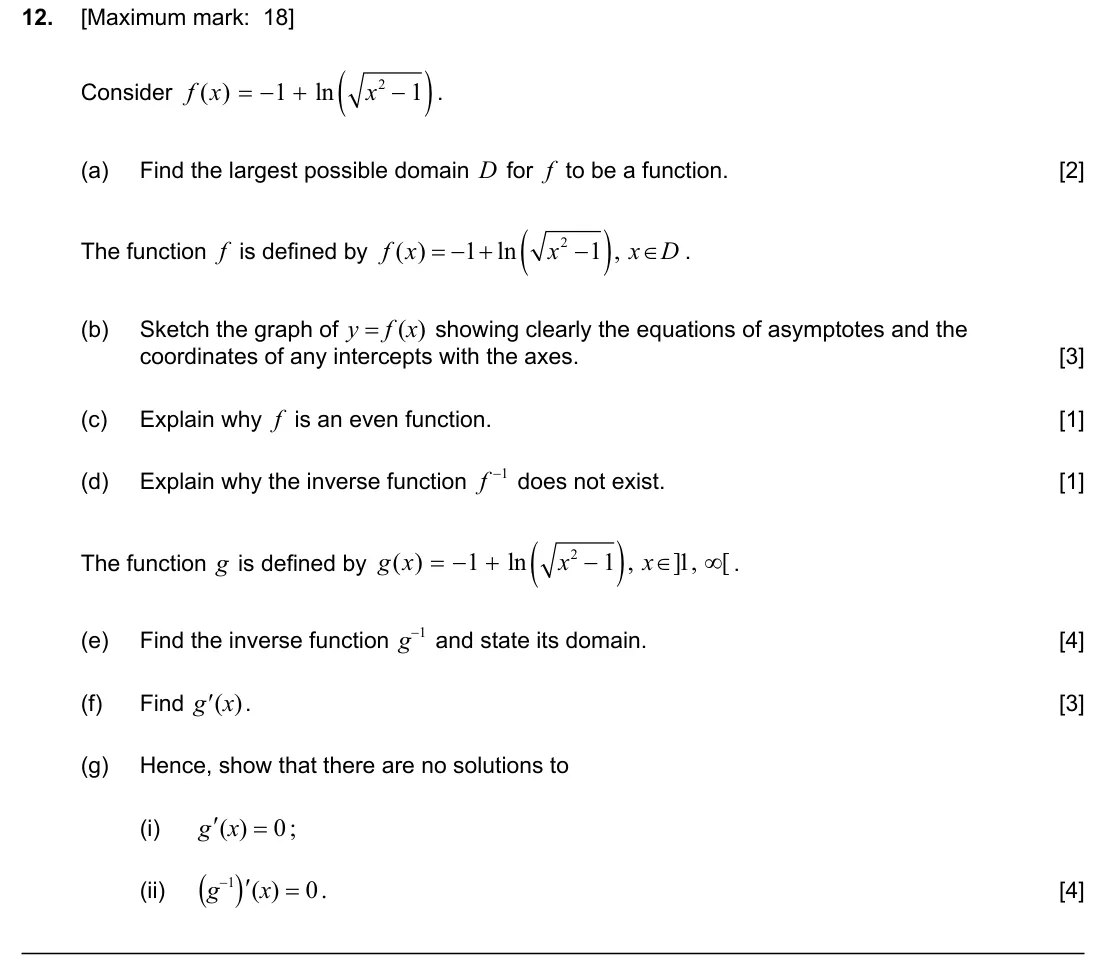 12. [Maximum mark: 18]
Consider f(x) = −1 + ln(√(x² − 1)).
(a) Find the largest possible domain D for f to be a function. [2]
The function f is defined by f(x) = −1 + ln(√(x² − 1)), x ∈ D.
(b) Sketch the graph of y = f(x) showing clearly the equations of asymptotes and the
coordinates of any intercepts with the axes. [3]
(c) Explain why f is an even function. [1]
(d) Explain why the inverse function f⁻¹ does not exist. [1]
The function g is defined by g(x) = −1 + ln(√(x² − 1)), x ∈ ]1, ∞[.
(e) Find the inverse function g⁻¹ and state its domain. [4]
(f) Find g′(x). [3]
(g) Hence, show that there are no solutions to
(i) g′(x) = 0;
(ii) (g⁻¹)′(x) = 0. [4]